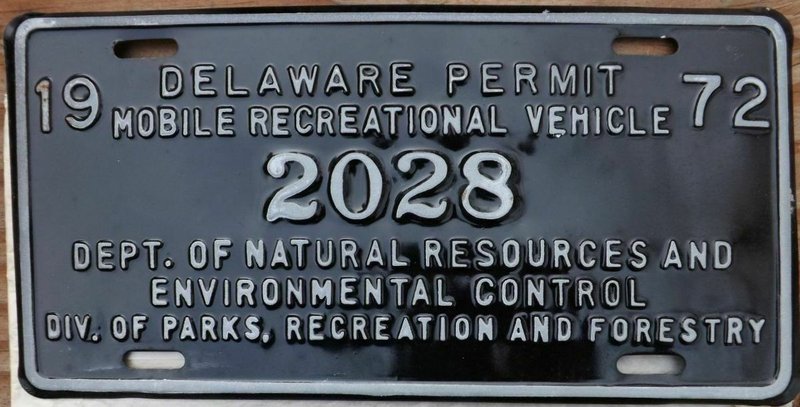 DELAWARE PERMIT
19 MOBILE RECREATIONAL VEHICLE 72
2028
DEPT. OF NATURAL RESOURCES AND
ENVIRONMENTAL CONTROL
DIV. OF PARKS, RECREATION AND FORESTRY